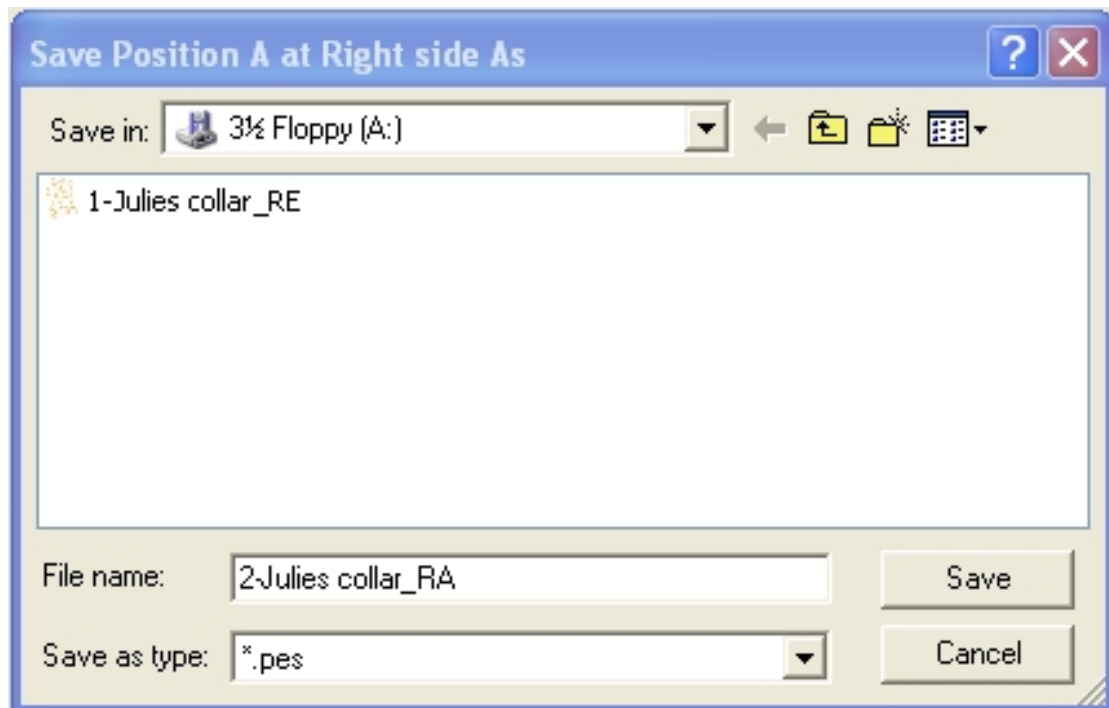 Save Position A at Right side As
Save in: 3½ Floppy (A:)
1-Julies collar_RE
File name: 2-Julies collar_RA Save
Save as type: *.pes Cancel